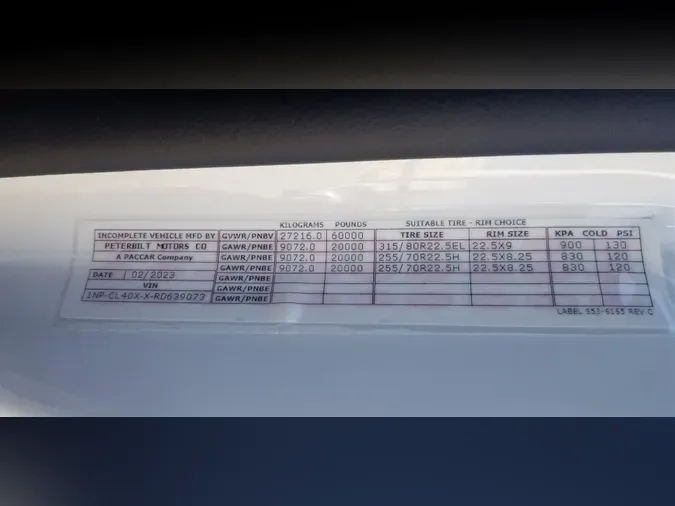 KILOGRAMS POUNDS SUITABLE TIRE - RIM CHOICE
INCOMPLETE VEHICLE MFD BY GVWR/PNBV 27216.0 60000 TIRE SIZE RIM SIZE KPA COLD PSI
PETERBILT MOTORS CO GAWR/PNBE 9072.0 20000 315/80R22.5EL 22.5X9 900 130
A PACCAR Company GAWR/PNBE 9072.0 20000 255/70R22.5H 22.5X8.25 830 120
GAWR/PNBE 9072.0 20000 255/70R22.5H 22.5X8.25 830 120
DATE 02/2023 GAWR/PNBE
VIN GAWR/PNBE
1NP-CL40X-X-RD639073 GAWR/PNBE
LABEL S53-6165 REV C